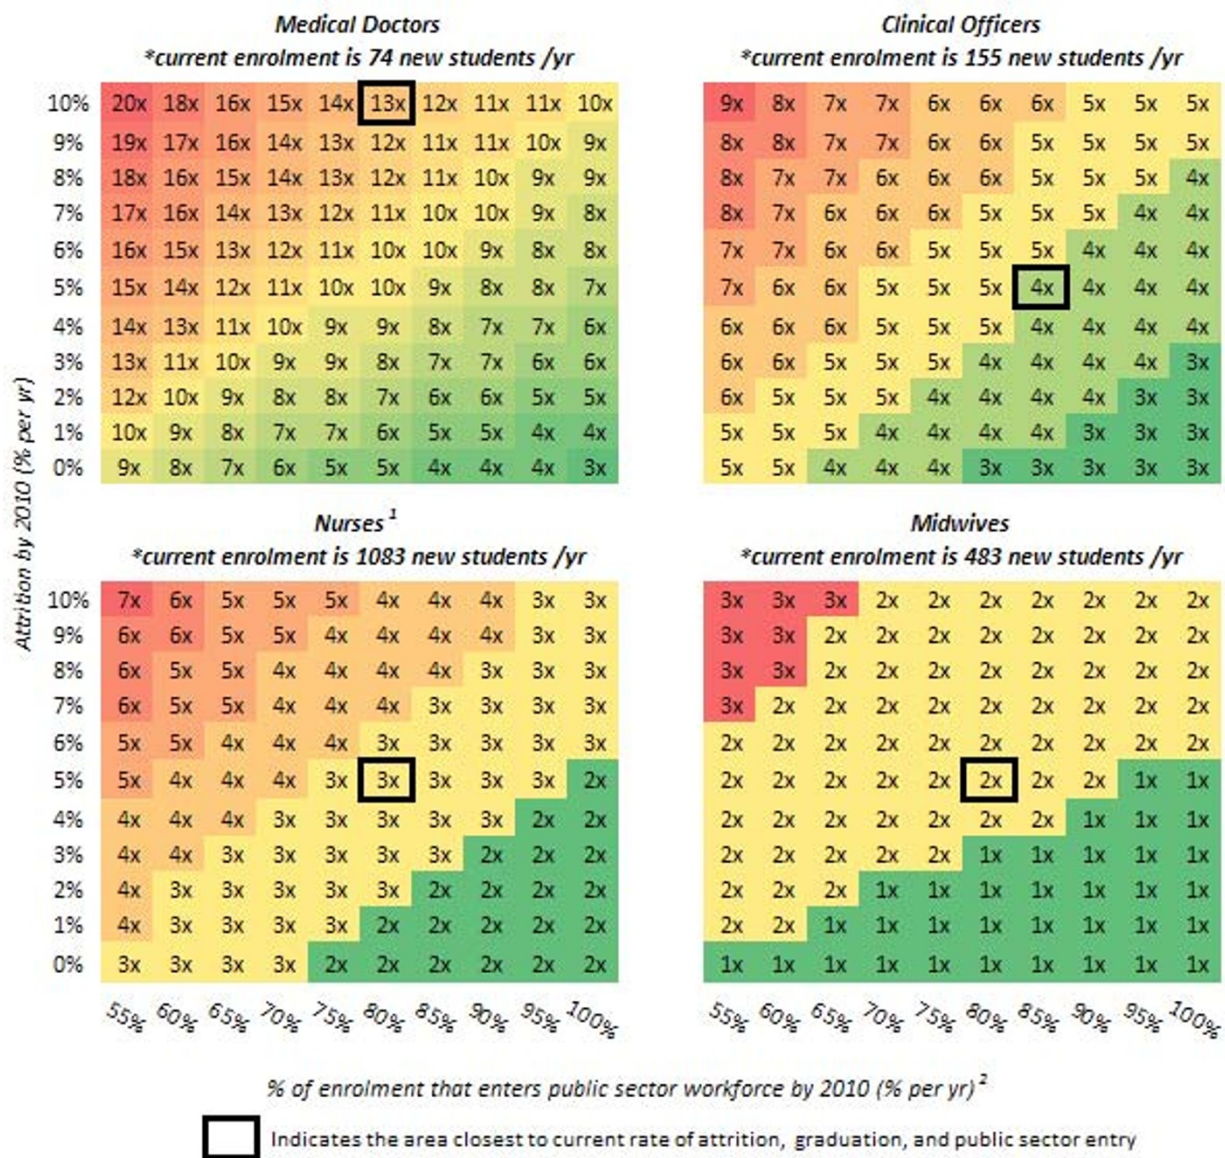 Medical Doctors
*current enrolment is 74 new students /yr
10% 20x 18x 16x 15x 14x 13x 12x 11x 11x 10x
9% 19x 17x 16x 14x 13x 12x 11x 11x 10x 9x
8% 18x 16x 15x 14x 13x 12x 11x 10x 9x 9x
7% 17x 16x 14x 13x 12x 11x 10x 10x 9x 8x
6% 16x 15x 13x 12x 11x 10x 10x 9x 8x 8x
5% 15x 14x 12x 11x 10x 10x 9x 8x 8x 7x
4% 14x 13x 11x 10x 9x 9x 8x 7x 7x 6x
3% 13x 11x 10x 9x 9x 8x 7x 7x 6x 6x
2% 12x 10x 9x 8x 8x 7x 6x 6x 5x 5x
1% 10x 9x 8x 7x 7x 6x 5x 5x 4x 4x
0% 9x 8x 7x 6x 5x 5x 4x 4x 4x 3x
Clinical Officers
*current enrolment is 155 new students /yr
9x 8x 7x 7x 6x 6x 6x 5x 5x 5x
8x 8x 7x 7x 6x 6x 5x 5x 5x 5x
8x 7x 7x 6x 6x 6x 5x 5x 5x 4x
8x 7x 6x 6x 6x 5x 5x 5x 4x 4x
7x 7x 6x 6x 5x 5x 5x 4x 4x 4x
7x 6x 6x 5x 5x 5x 4x 4x 4x 4x
6x 6x 6x 5x 5x 5x 4x 4x 4x 4x
6x 6x 5x 5x 5x 4x 4x 4x 4x 3x
6x 5x 5x 5x 4x 4x 4x 4x 3x 3x
5x 5x 5x 4x 4x 4x 4x 3x 3x 3x
5x 5x 4x 4x 4x 3x 3x 3x 3x 3x
Attrition by 2010 (% per yr)
Nurses 1
*current enrolment is 1083 new students /yr
10% 7x 6x 5x 5x 5x 4x 4x 4x 3x 3x
9% 6x 6x 5x 5x 4x 4x 4x 4x 3x 3x
8% 6x 5x 5x 4x 4x 4x 4x 3x 3x 3x
7% 6x 5x 5x 4x 4x 4x 3x 3x 3x 3x
6% 5x 5x 4x 4x 4x 3x 3x 3x 3x 3x
5% 5x 4x 4x 4x 3x 3x 3x 3x 3x 2x
4% 4x 4x 4x 3x 3x 3x 3x 3x 2x 2x
3% 4x 4x 3x 3x 3x 3x 3x 2x 2x 2x
2% 4x 3x 3x 3x 3x 3x 2x 2x 2x 2x
1% 4x 3x 3x 3x 3x 2x 2x 2x 2x 2x
0% 3x 3x 3x 3x 2x 2x 2x 2x 2x 2x
55% 60% 65% 70% 75% 80% 85% 90% 95% 100%
Midwives
*current enrolment is 483 new students /yr
3x 3x 3x 2x 2x 2x 2x 2x 2x 2x
3x 3x 2x 2x 2x 2x 2x 2x 2x 2x
3x 3x 2x 2x 2x 2x 2x 2x 2x 2x
3x 2x 2x 2x 2x 2x 2x 2x 2x 2x
2x 2x 2x 2x 2x 2x 2x 2x 2x 2x
2x 2x 2x 2x 2x 2x 2x 2x 1x 1x
2x 2x 2x 2x 2x 2x 2x 1x 1x 1x
2x 2x 2x 2x 2x 1x 1x 1x 1x 1x
2x 2x 2x 1x 1x 1x 1x 1x 1x 1x
2x 2x 1x 1x 1x 1x 1x 1x 1x 1x
1x 1x 1x 1x 1x 1x 1x 1x 1x 1x
55% 60% 65% 70% 75% 80% 85% 90% 95% 100%
% of enrolment that enters public sector workforce by 2010 (% per yr) 2
Indicates the area closest to current rate of attrition, graduation, and public sector entry